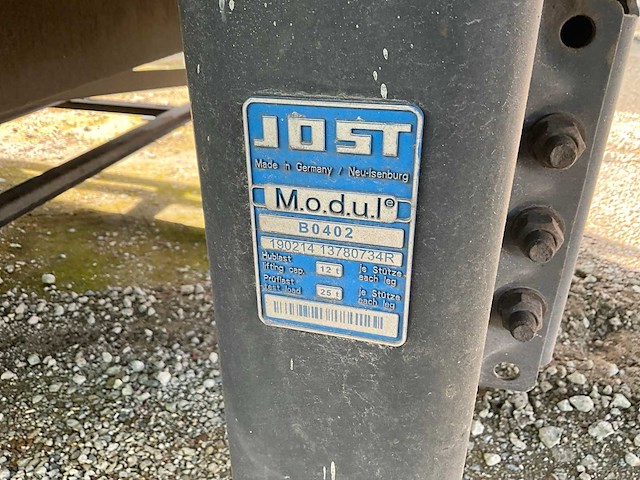 JOST
Made in Germany / Neu-Isenburg
M.o.d.u.l®
B0402
190214 13780734R
Hublast 12 t je Stütze
lifting cap. each leg
Prüflast 25 t je Stütze
test load each leg